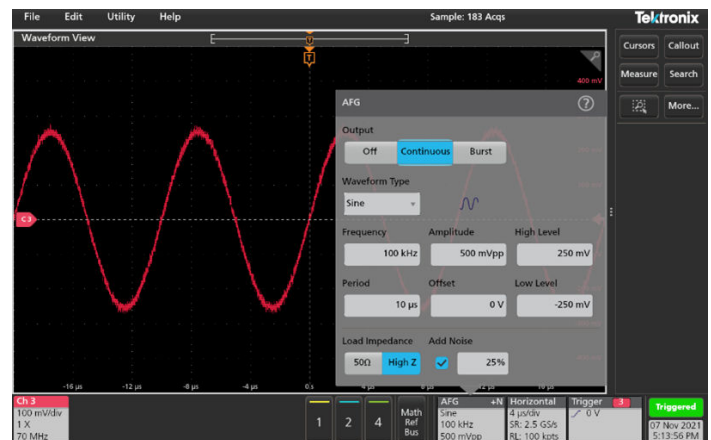 File Edit Utility Help Sample: 183 Acqs Tektronix
Waveform View
T
T
400 mV
Cursors Callout
Measure Search
More...
AFG ?
Output
Off Continuous Burst
Waveform Type
Sine
Frequency Amplitude High Level
100 kHz 500 mVpp 250 mV
Period Offset Low Level
10 µs 0 V -250 mV
Load Impedance Add Noise
50Ω High Z 25%
C 3
-16 µs -12 µs -8 µs -4 µs 0 s
Ch 3
100 mV/div
1 X
70 MHz
1 2 4
Math
Ref
Bus
AFG +N
Sine
100 kHz
500 mVpp
Horizontal
4 µs/div
SR: 2.5 GS/s
RL: 100 kpts
Trigger 3
0 V
Triggered
07 Nov 2021
5:13:56 PM